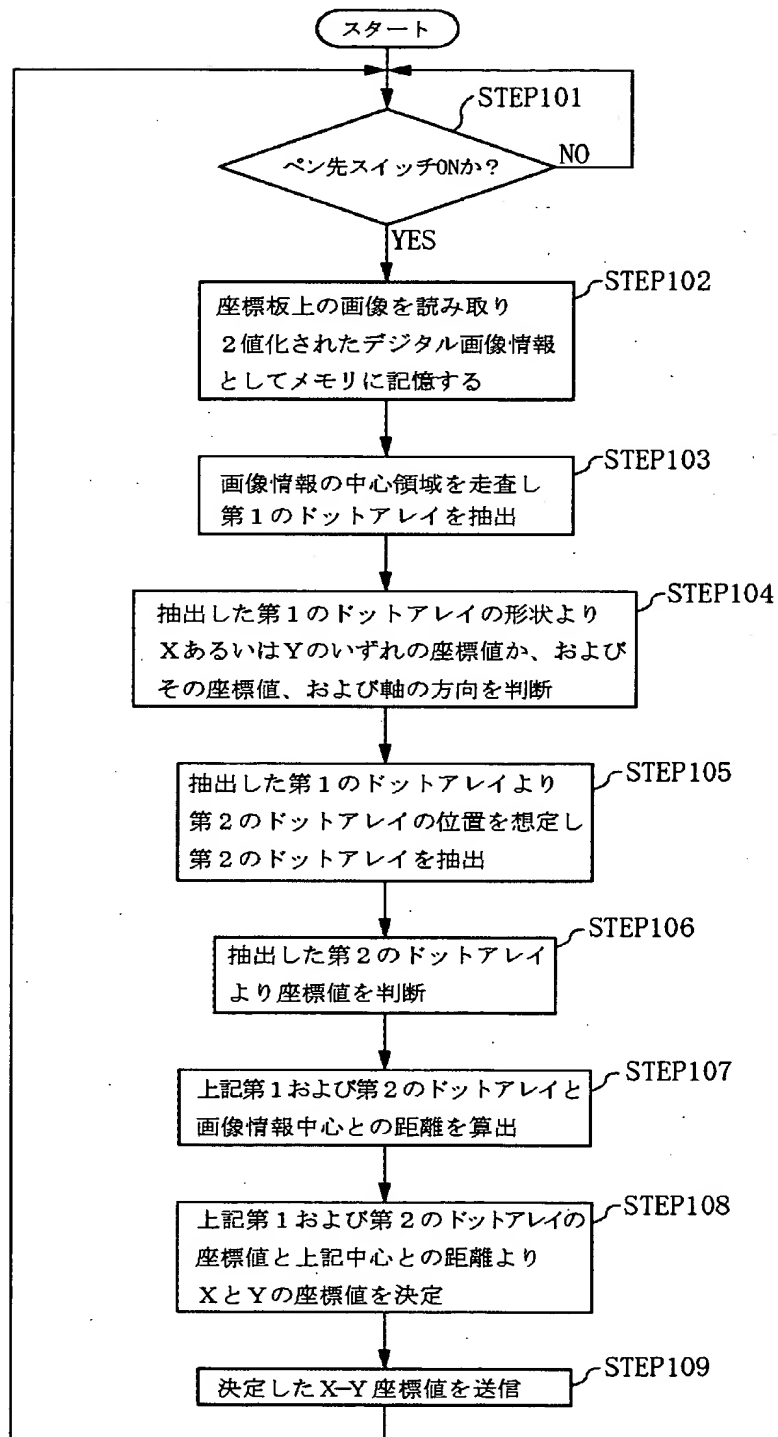 スタート
STEP101
ペン先スイッチONか?
NO
YES
STEP102
座標板上の画像を読み取り
2値化されたデジタル画像情報
としてメモリに記憶する
STEP103
画像情報の中心領域を走査し
第1のドットアレイを抽出
STEP104
抽出した第1のドットアレイの形状より
XあるいはYのいずれの座標値か、および
その座標値、および軸の方向を判断
STEP105
抽出した第1のドットアレイより
第2のドットアレイの位置を想定し
第2のドットアレイを抽出
STEP106
抽出した第2のドットアレイ
より座標値を判断
STEP107
上記第1および第2のドットアレイと
画像情報中心との距離を算出
STEP108
上記第1および第2のドットアレイの
座標値と上記中心との距離より
XとYの座標値を決定
STEP109
決定したX-Y座標値を送信